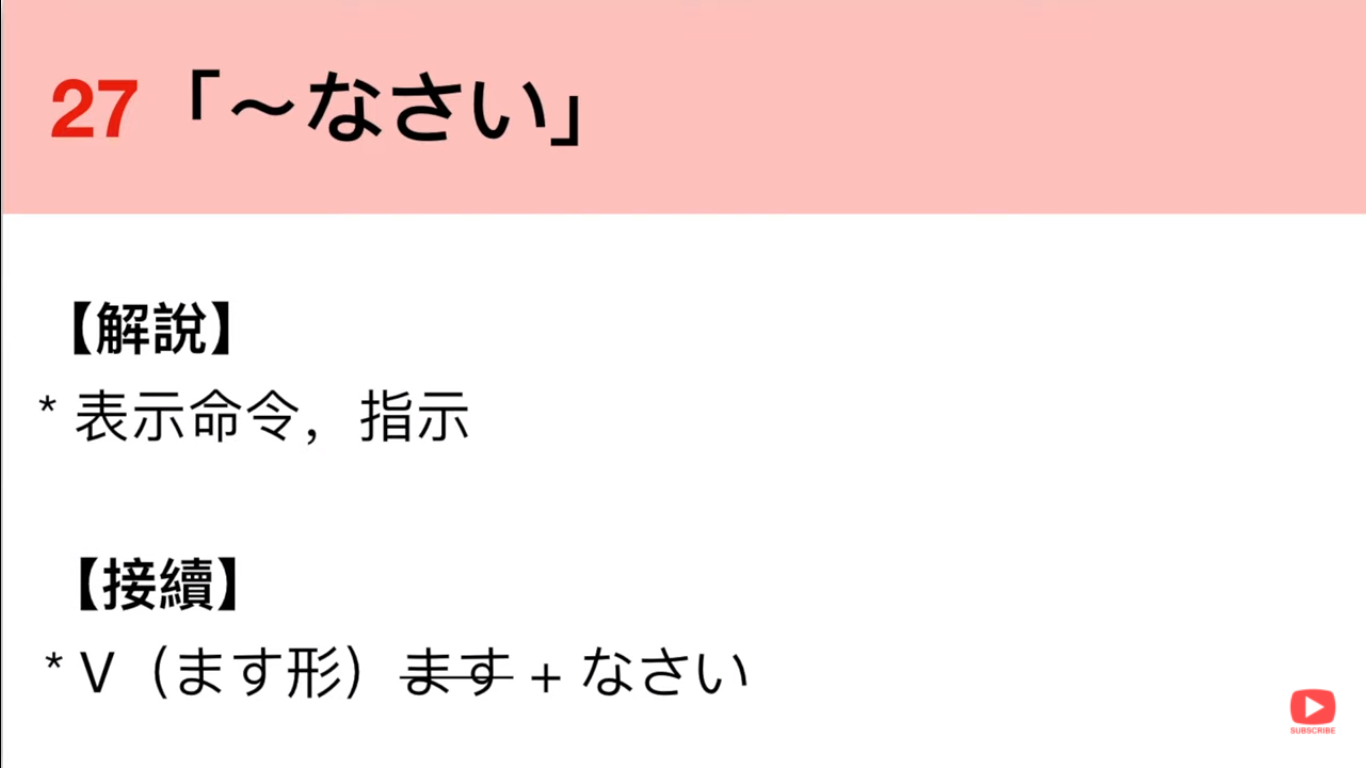 27「～なさい」
【解說】
* 表示命令，指示
【接續】
* V（ます形）ます + なさい
SUBSCRIBE